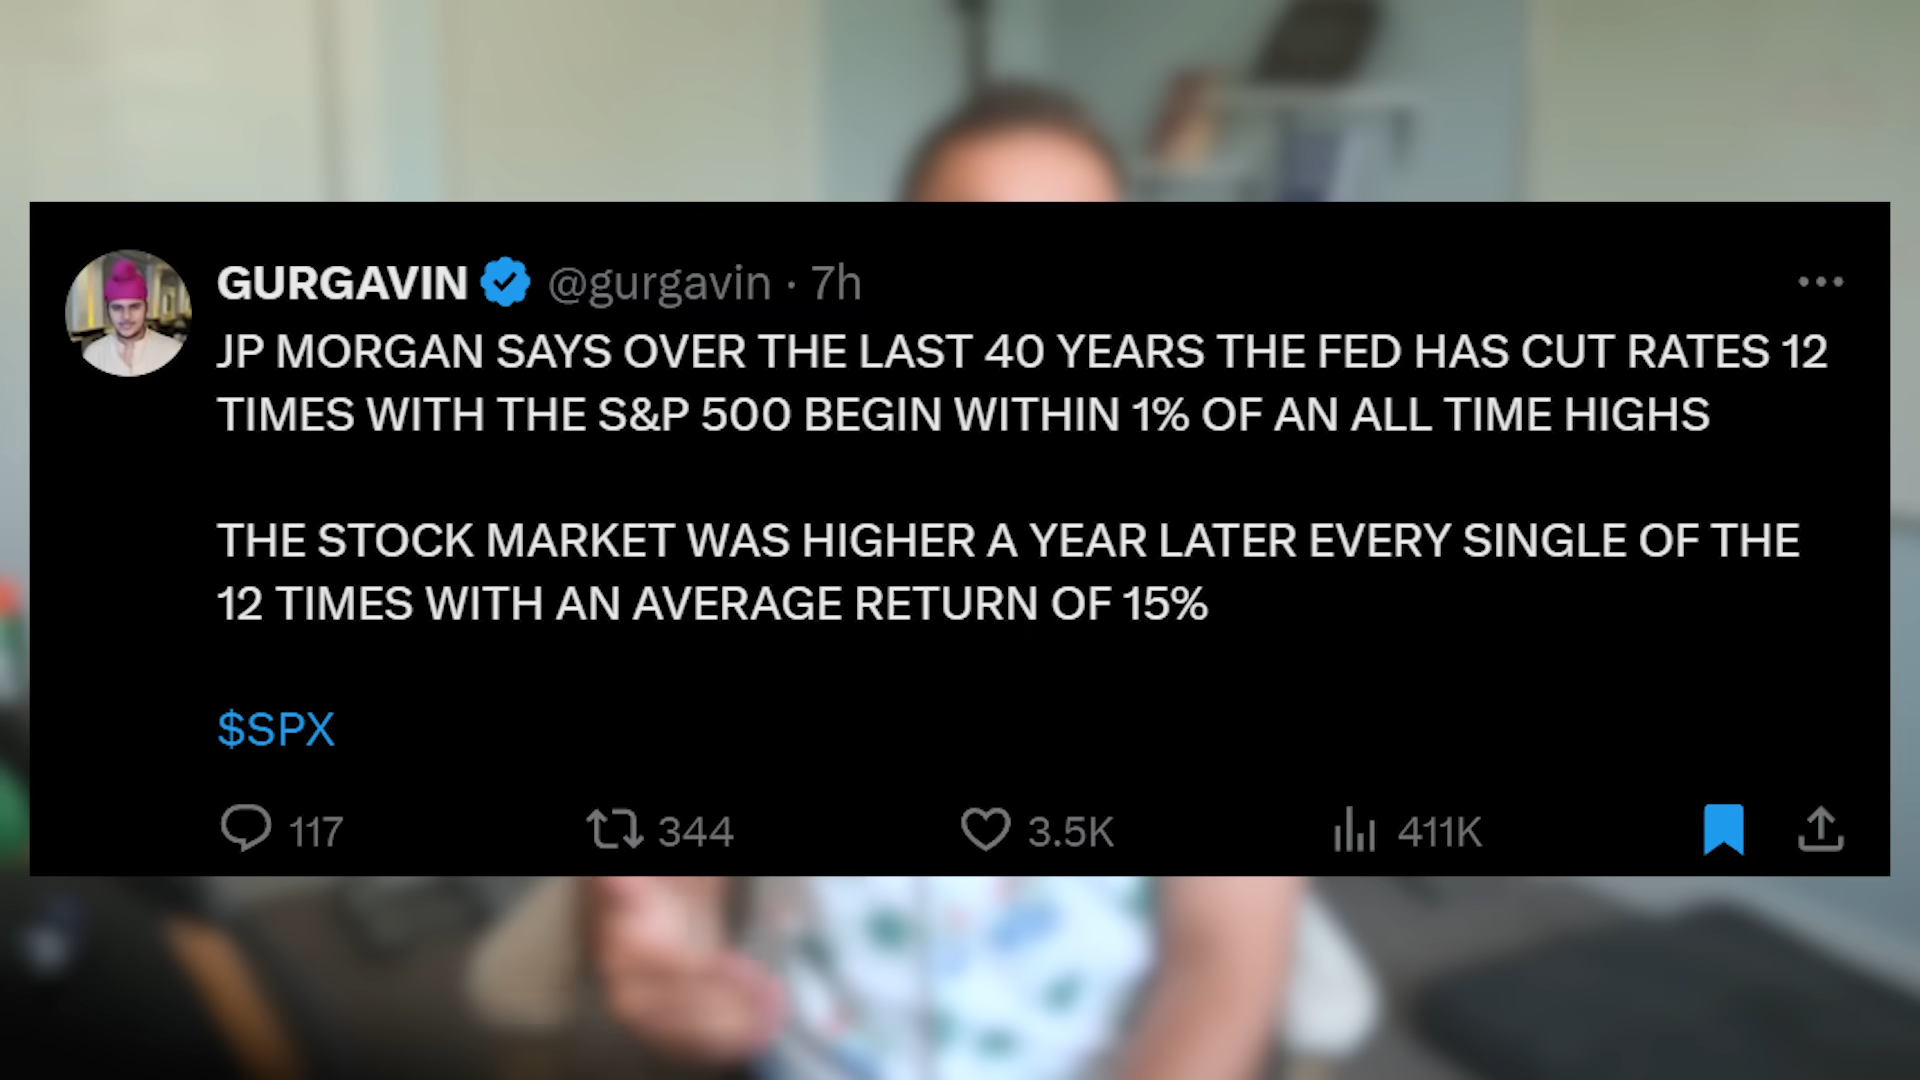 GURGAVIN @gurgavin · 7h
JP MORGAN SAYS OVER THE LAST 40 YEARS THE FED HAS CUT RATES 12
TIMES WITH THE S&P 500 BEGIN WITHIN 1% OF AN ALL TIME HIGHS
THE STOCK MARKET WAS HIGHER A YEAR LATER EVERY SINGLE OF THE
12 TIMES WITH AN AVERAGE RETURN OF 15%
$SPX
117 344 3.5K 411K